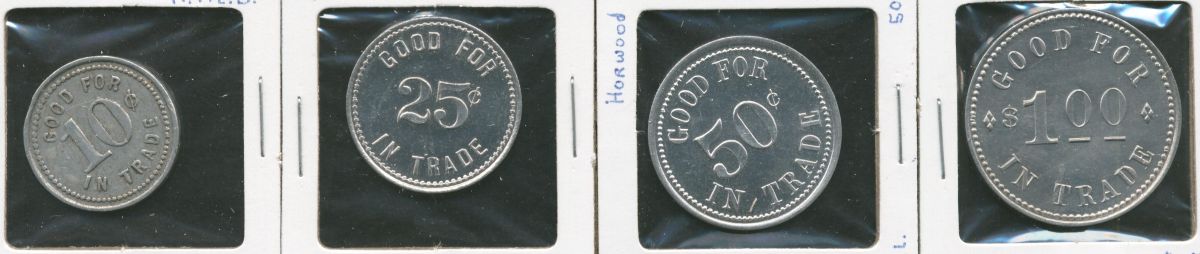 GOOD FOR
10¢
IN TRADE
GOOD FOR
25¢
IN TRADE
Horwood
GOOD FOR
50¢
IN TRADE
50
L.
GOOD FOR
$1.00
IN TRADE